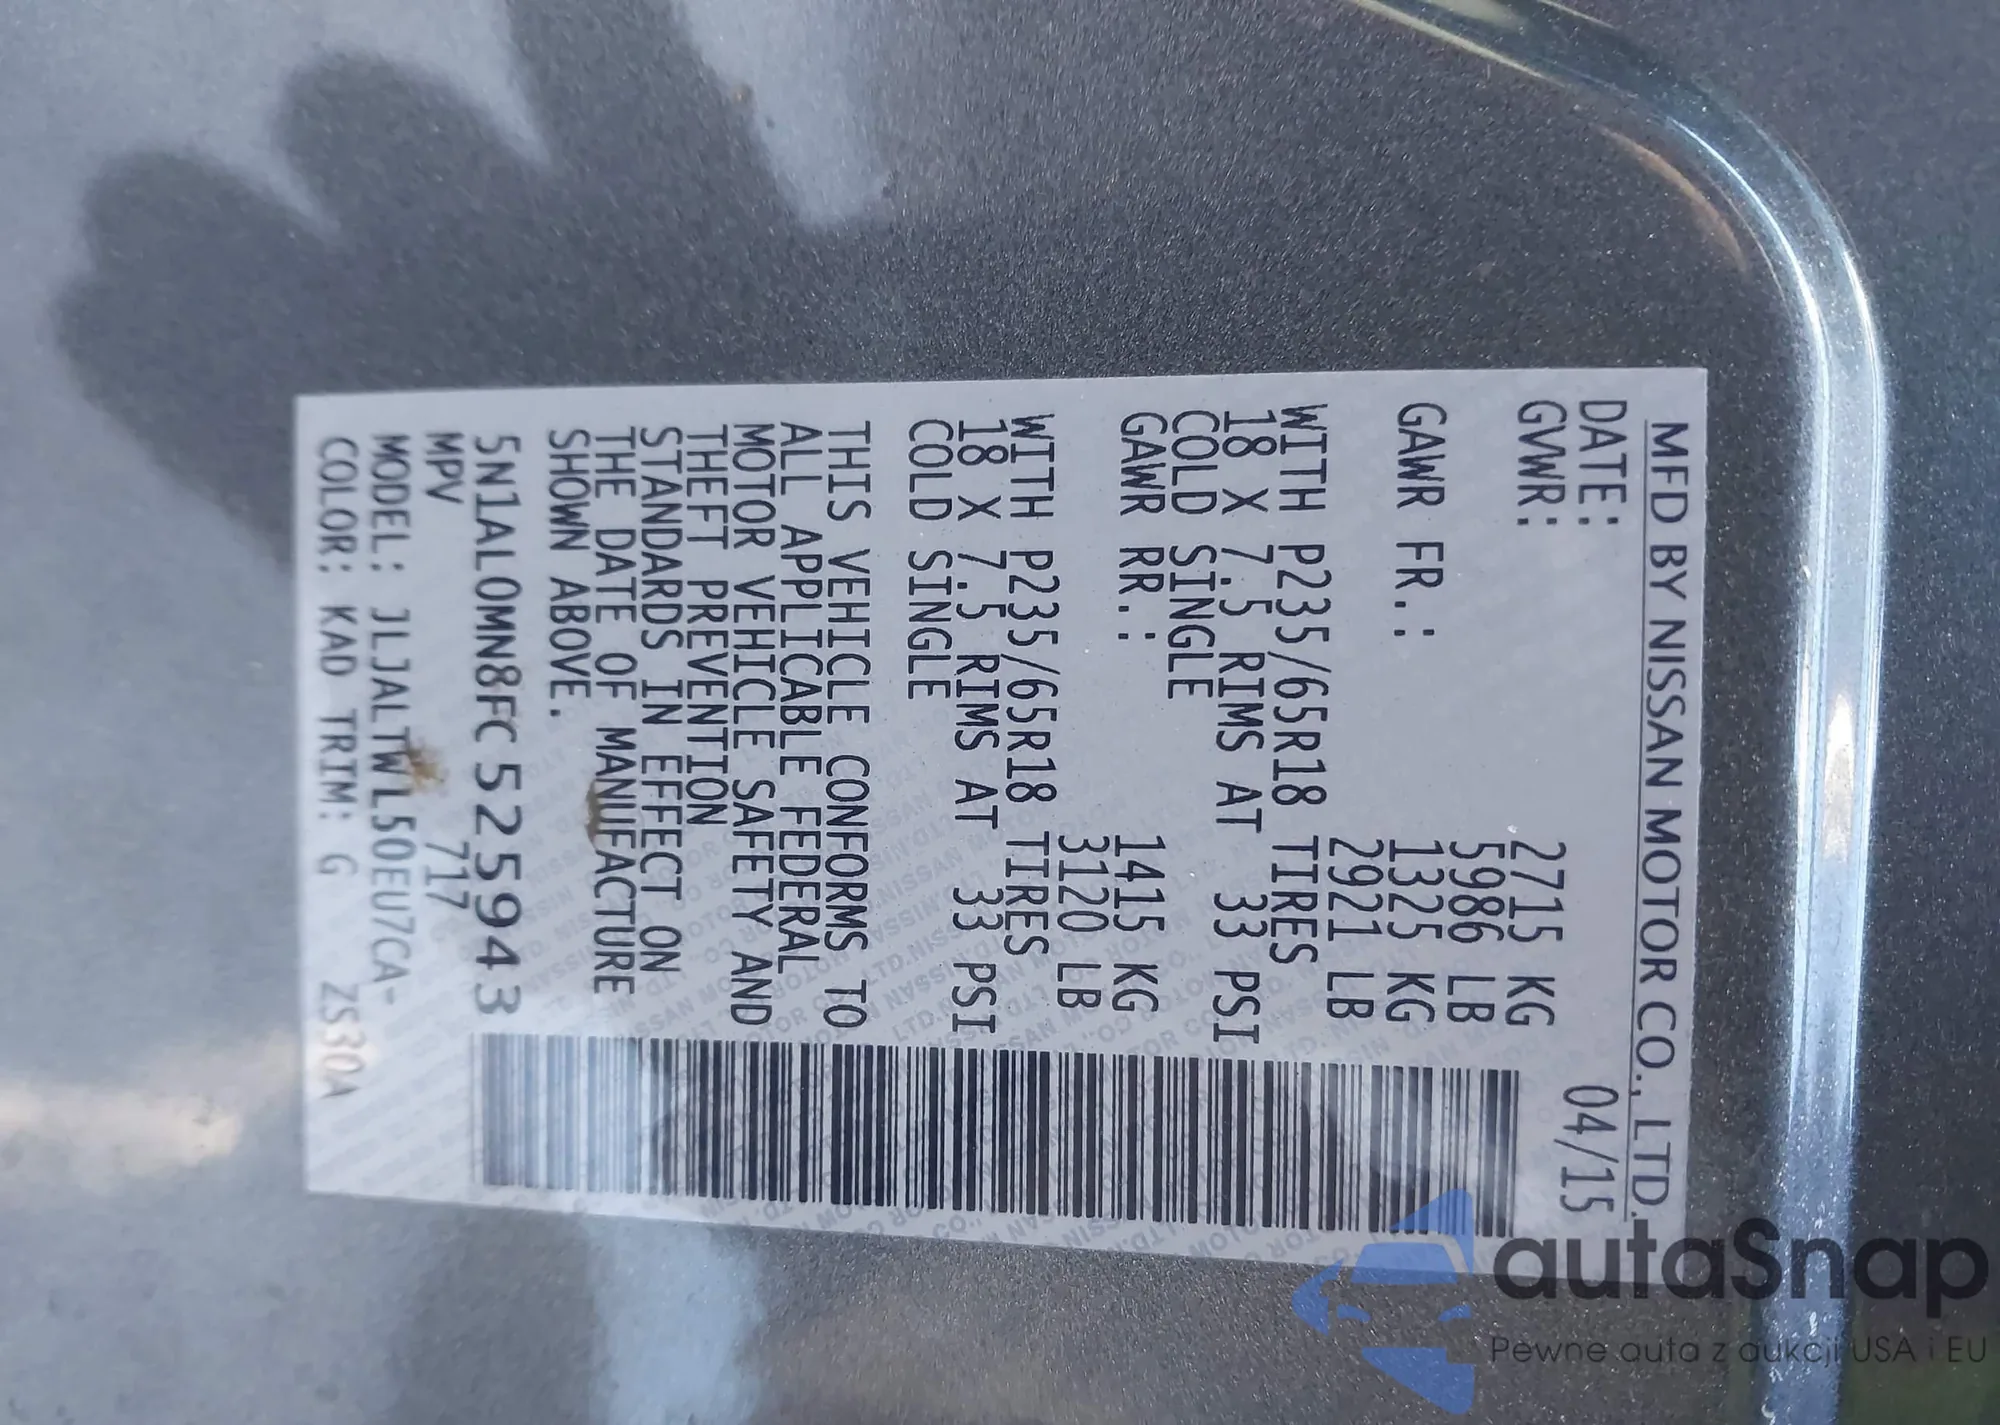 MFD BY NISSAN MOTOR CO., LTD.
DATE: 04/15
GVWR: 2715 KG
5986 LB
GAWR FR.: 1325 KG
2921 LB
WITH P235/65R18 TIRES
18 X 7.5 RIMS AT 33 PSI
COLD SINGLE
GAWR RR.: 1415 KG
3120 LB
WITH P235/65R18 TIRES
18 X 7.5 RIMS AT 33 PSI
COLD SINGLE
THIS VEHICLE CONFORMS TO
ALL APPLICABLE FEDERAL
MOTOR VEHICLE SAFETY AND
THEFT PREVENTION
STANDARDS IN EFFECT ON
THE DATE OF MANUFACTURE
SHOWN ABOVE.
5N1AL0MN8FC525943
MPV 717
MODEL: JLJALTWL50EU7CA-
COLOR: KAD TRIM: G ZS30A
autaSnap
Pewne auta z aukcji USA i EU